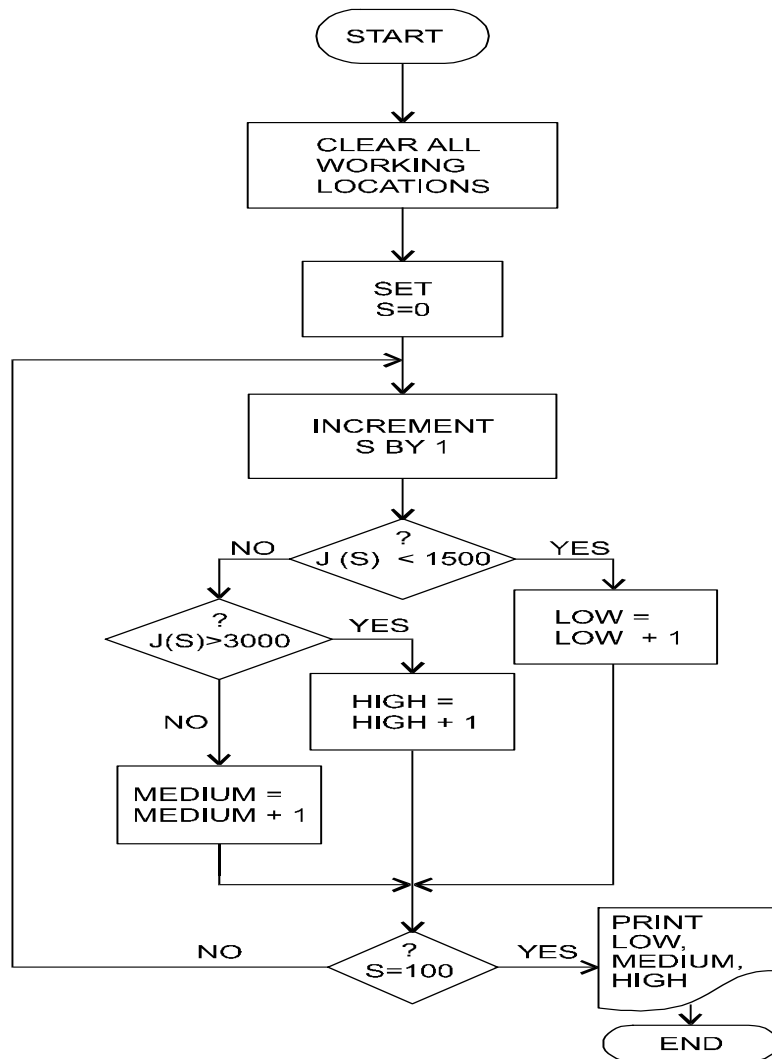 START
CLEAR ALL
WORKING
LOCATIONS
SET
S=0
INCREMENT
S BY 1
?
J (S) < 1500
NO
YES
?
J(S)>3000
YES
LOW =
LOW + 1
NO
HIGH =
HIGH + 1
MEDIUM =
MEDIUM + 1
?
S=100
NO
YES
PRINT
LOW,
MEDIUM,
HIGH
END